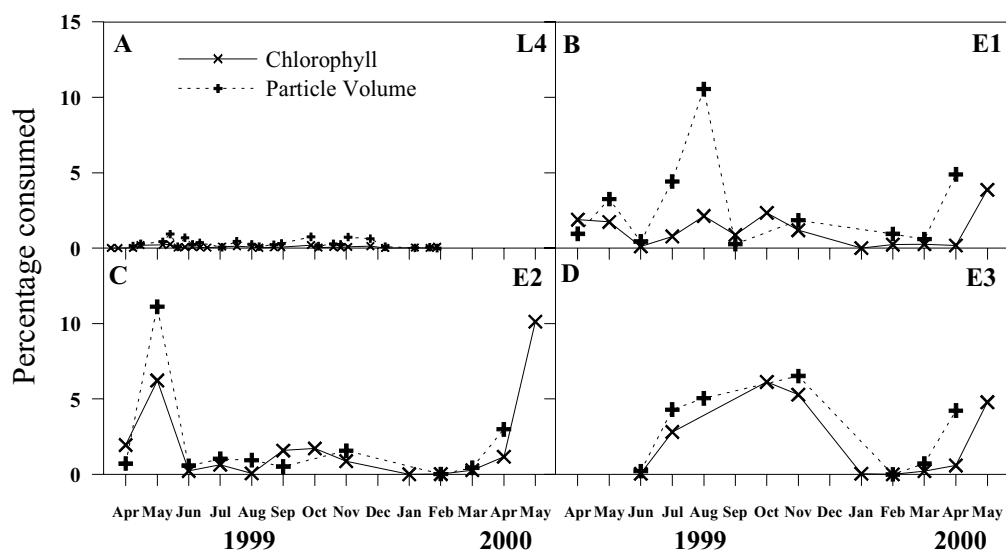 15
10
5
0
10
5
0
Percentage consumed
A
L4
Chlorophyll
Particle Volume
B
E1
C
E2
D
E3
Apr May Jun Jul Aug Sep Oct Nov Dec Jan Feb Mar Apr May
1999
2000
Apr May Jun Jul Aug Sep Oct Nov Dec Jan Feb Mar Apr May
1999
2000